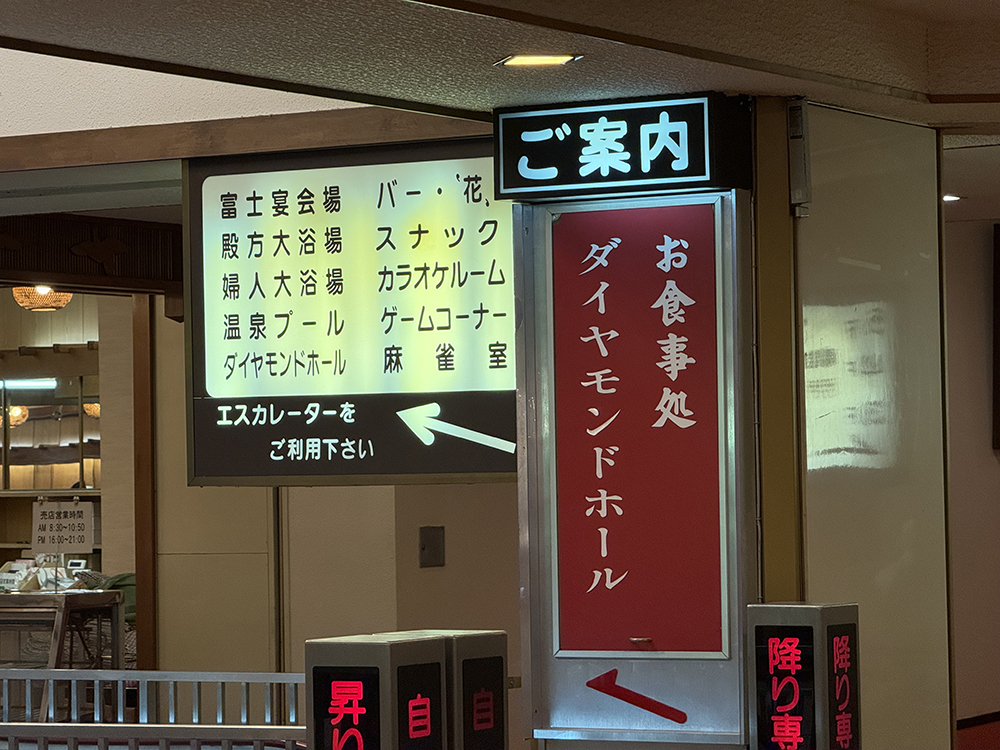 ご案内
富士宴会場 バー・花
殿方大浴場 スナック
婦人大浴場 カラオケルーム
温泉プール ゲームコーナー
ダイヤモンドホール 麻雀室
エスカレーターを
ご利用下さい
お食事処
ダイヤモンドホール
売店営業時間
AM 8:30~10:50
PM 16:00~21:00
昇り
自
自
降り専
降り専